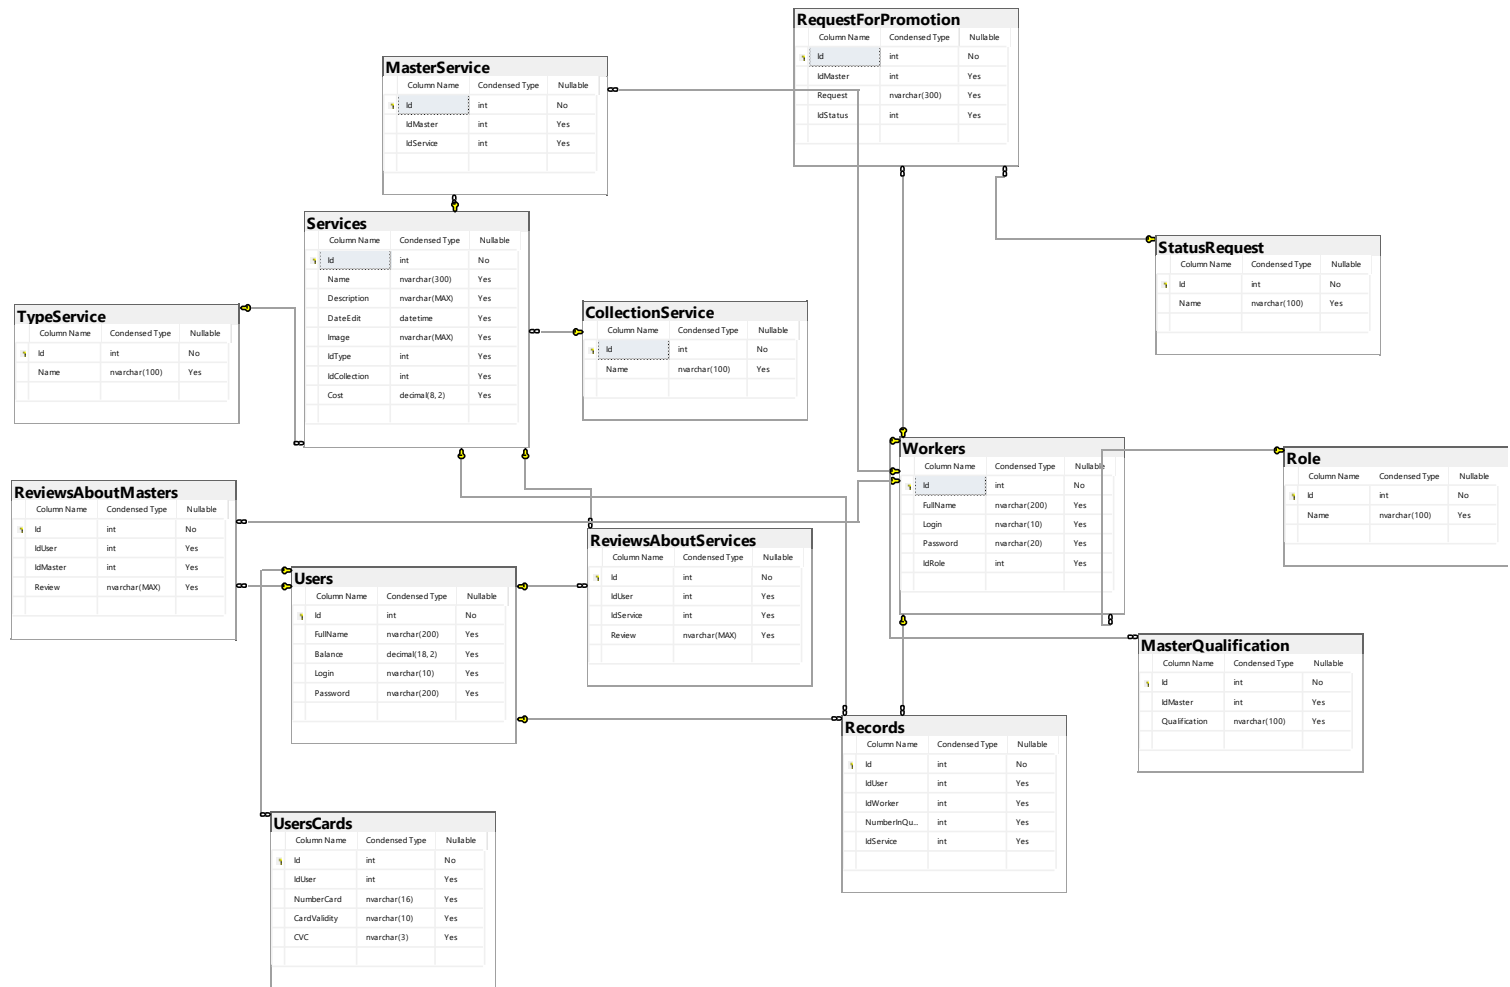 RequestForPromotion
Column Name Condensed Type Nullable
Id int No
IdMaster int Yes
Request nvarchar(300) Yes
IdStatus int Yes
MasterService
Column Name Condensed Type Nullable
Id int No
IdMaster int Yes
IdService int Yes
Services
Column Name Condensed Type Nullable
Id int No
Name nvarchar(300) Yes
Description nvarchar(MAX) Yes
DateEdit datetime Yes
Image nvarchar(MAX) Yes
IdType int Yes
IdCollection int Yes
Cost decimal(8, 2) Yes
StatusRequest
Column Name Condensed Type Nullable
Id int No
Name nvarchar(100) Yes
TypeService
Column Name Condensed Type Nullable
Id int No
Name nvarchar(100) Yes
CollectionService
Column Name Condensed Type Nullable
Id int No
Name nvarchar(100) Yes
Workers
Column Name Condensed Type Nullable
Id int No
FullName nvarchar(200) Yes
Login nvarchar(10) Yes
Password nvarchar(20) Yes
IdRole int Yes
Role
Column Name Condensed Type Nullable
Id int No
Name nvarchar(100) Yes
ReviewsAboutMasters
Column Name Condensed Type Nullable
Id int No
IdUser int Yes
IdMaster int Yes
Review nvarchar(MAX) Yes
ReviewsAboutServices
Column Name Condensed Type Nullable
Id int No
IdUser int Yes
IdService int Yes
Review nvarchar(MAX) Yes
Users
Column Name Condensed Type Nullable
Id int No
FullName nvarchar(200) Yes
Balance decimal(18, 2) Yes
Login nvarchar(10) Yes
Password nvarchar(200) Yes
MasterQualification
Column Name Condensed Type Nullable
Id int No
IdMaster int Yes
Qualification nvarchar(100) Yes
Records
Column Name Condensed Type Nullable
Id int No
IdUser int Yes
IdWorker int Yes
NumberInQu... int Yes
IdService int Yes
UsersCards
Column Name Condensed Type Nullable
Id int No
IdUser int Yes
NumberCard nvarchar(16) Yes
CardValidity nvarchar(10) Yes
CVC nvarchar(3) Yes